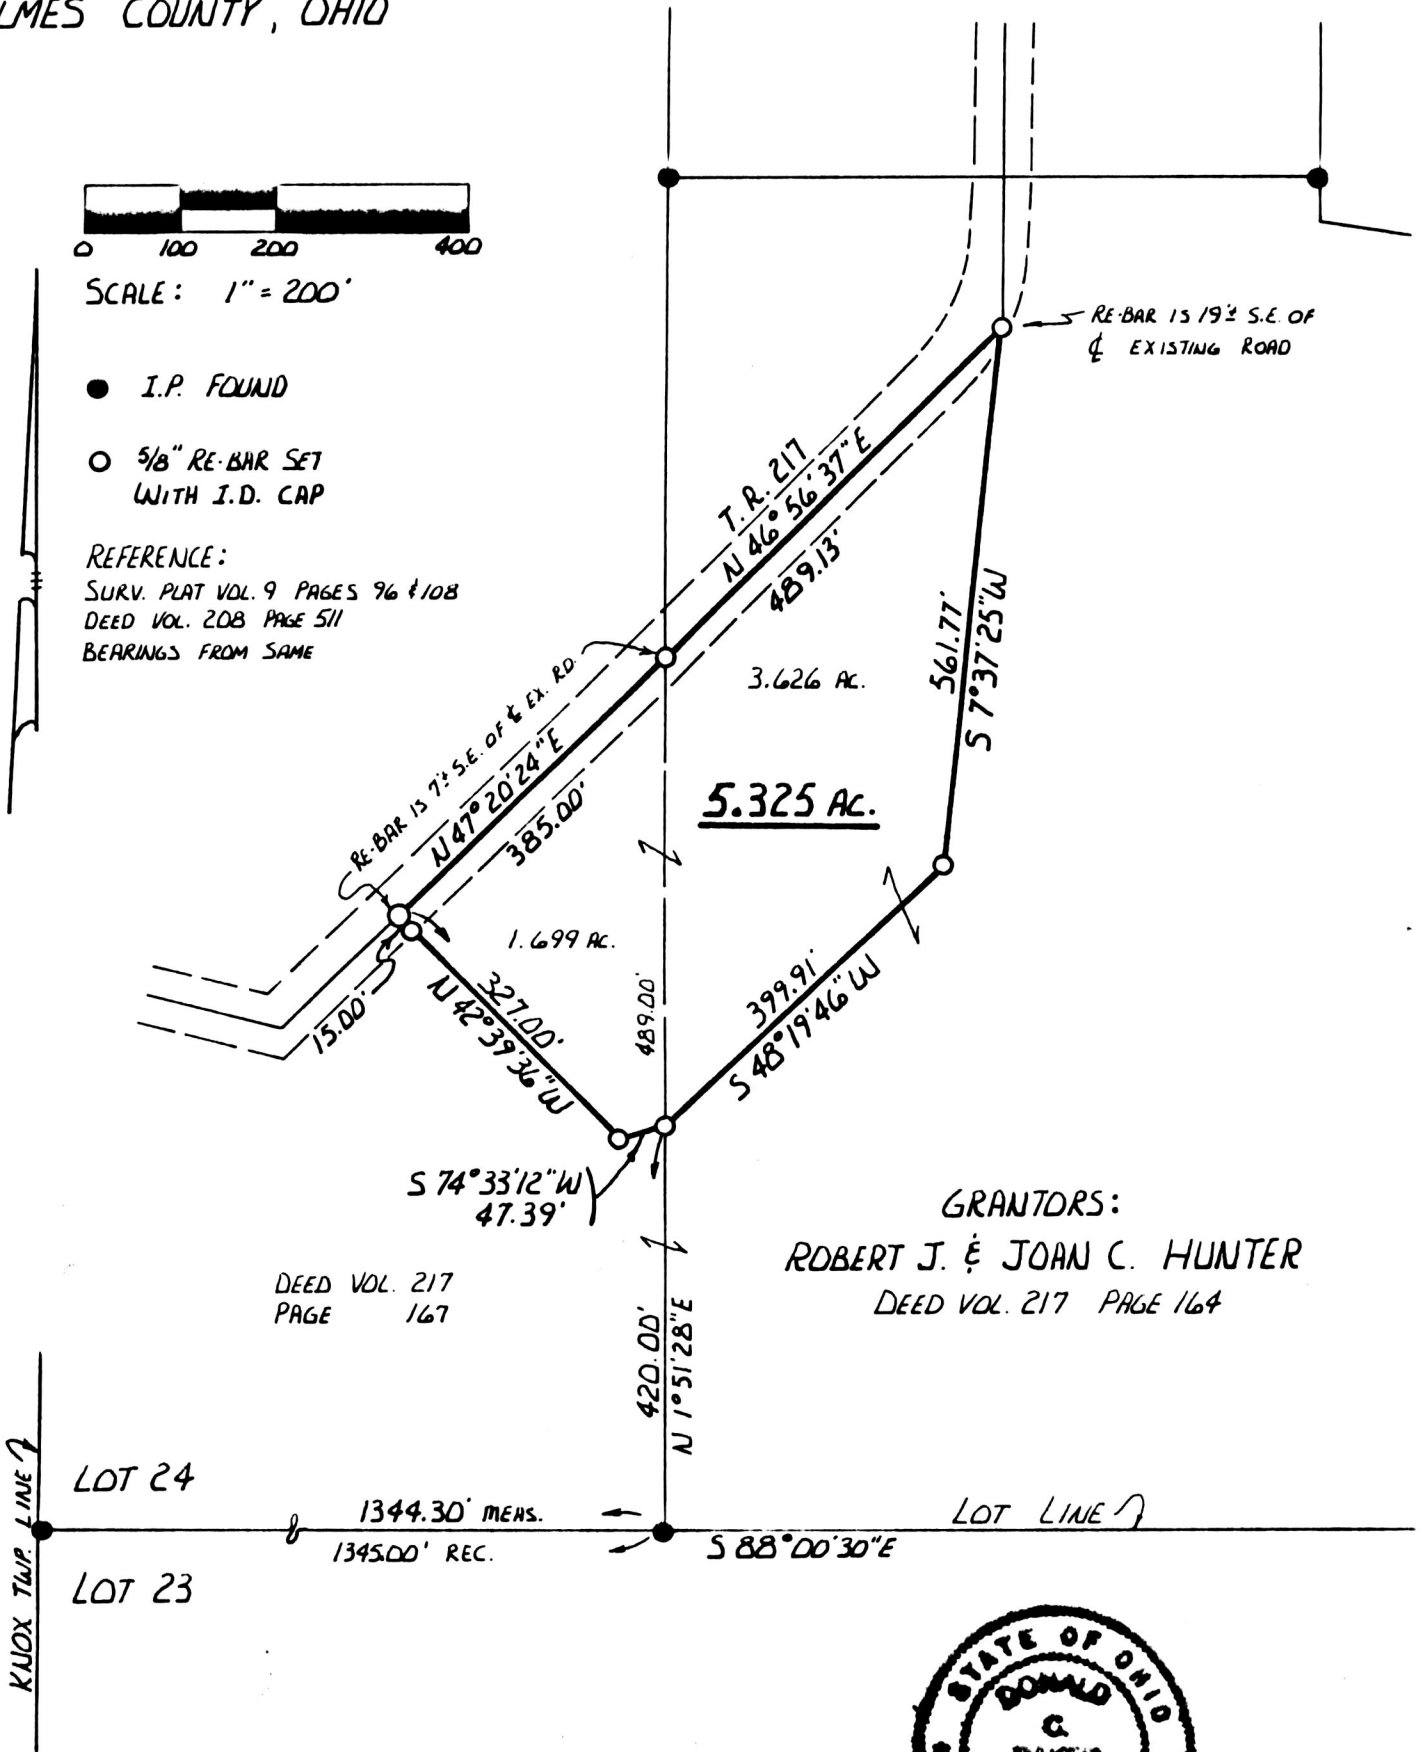 LMES COUNTY, OHIO
0 100 200 400
SCALE: 1" = 200'
I.P. FOUND
5/8" RE-BAR SET
WITH I.D. CAP
REFERENCE:
SURV. PLAT VOL. 9 PAGES 96 & 108
DEED VOL. 208 PAGE 511
BEARINGS FROM SAME
RE-BAR IS 19'± S.E. OF
℄ EXISTING ROAD
T.R. 217
N 46° 56' 37" E
489.13'
561.77'
S 7° 37' 25" W
3.626 AC.
RE-BAR IS 7'± S.E. OF ℄ EX. RD.
N 47° 20' 24" E
385.00'
5.325 AC.
1.699 AC.
15.00'
327.00'
N 42° 39' 36" W
489.00'
399.91'
S 48° 19' 46" W
S 74° 33' 12" W
47.39'
GRANTORS:
ROBERT J. & JOAN C. HUNTER
DEED VOL. 217 PAGE 164
DEED VOL. 217
PAGE 167
420.00'
N 1° 51' 28" E
KNOX TWP. LINE
LOT 24
1344.30' MEAS.
LOT LINE
1345.00' REC.
S 88° 00' 30" E
LOT 23
STATE OF OHIO
DONALD